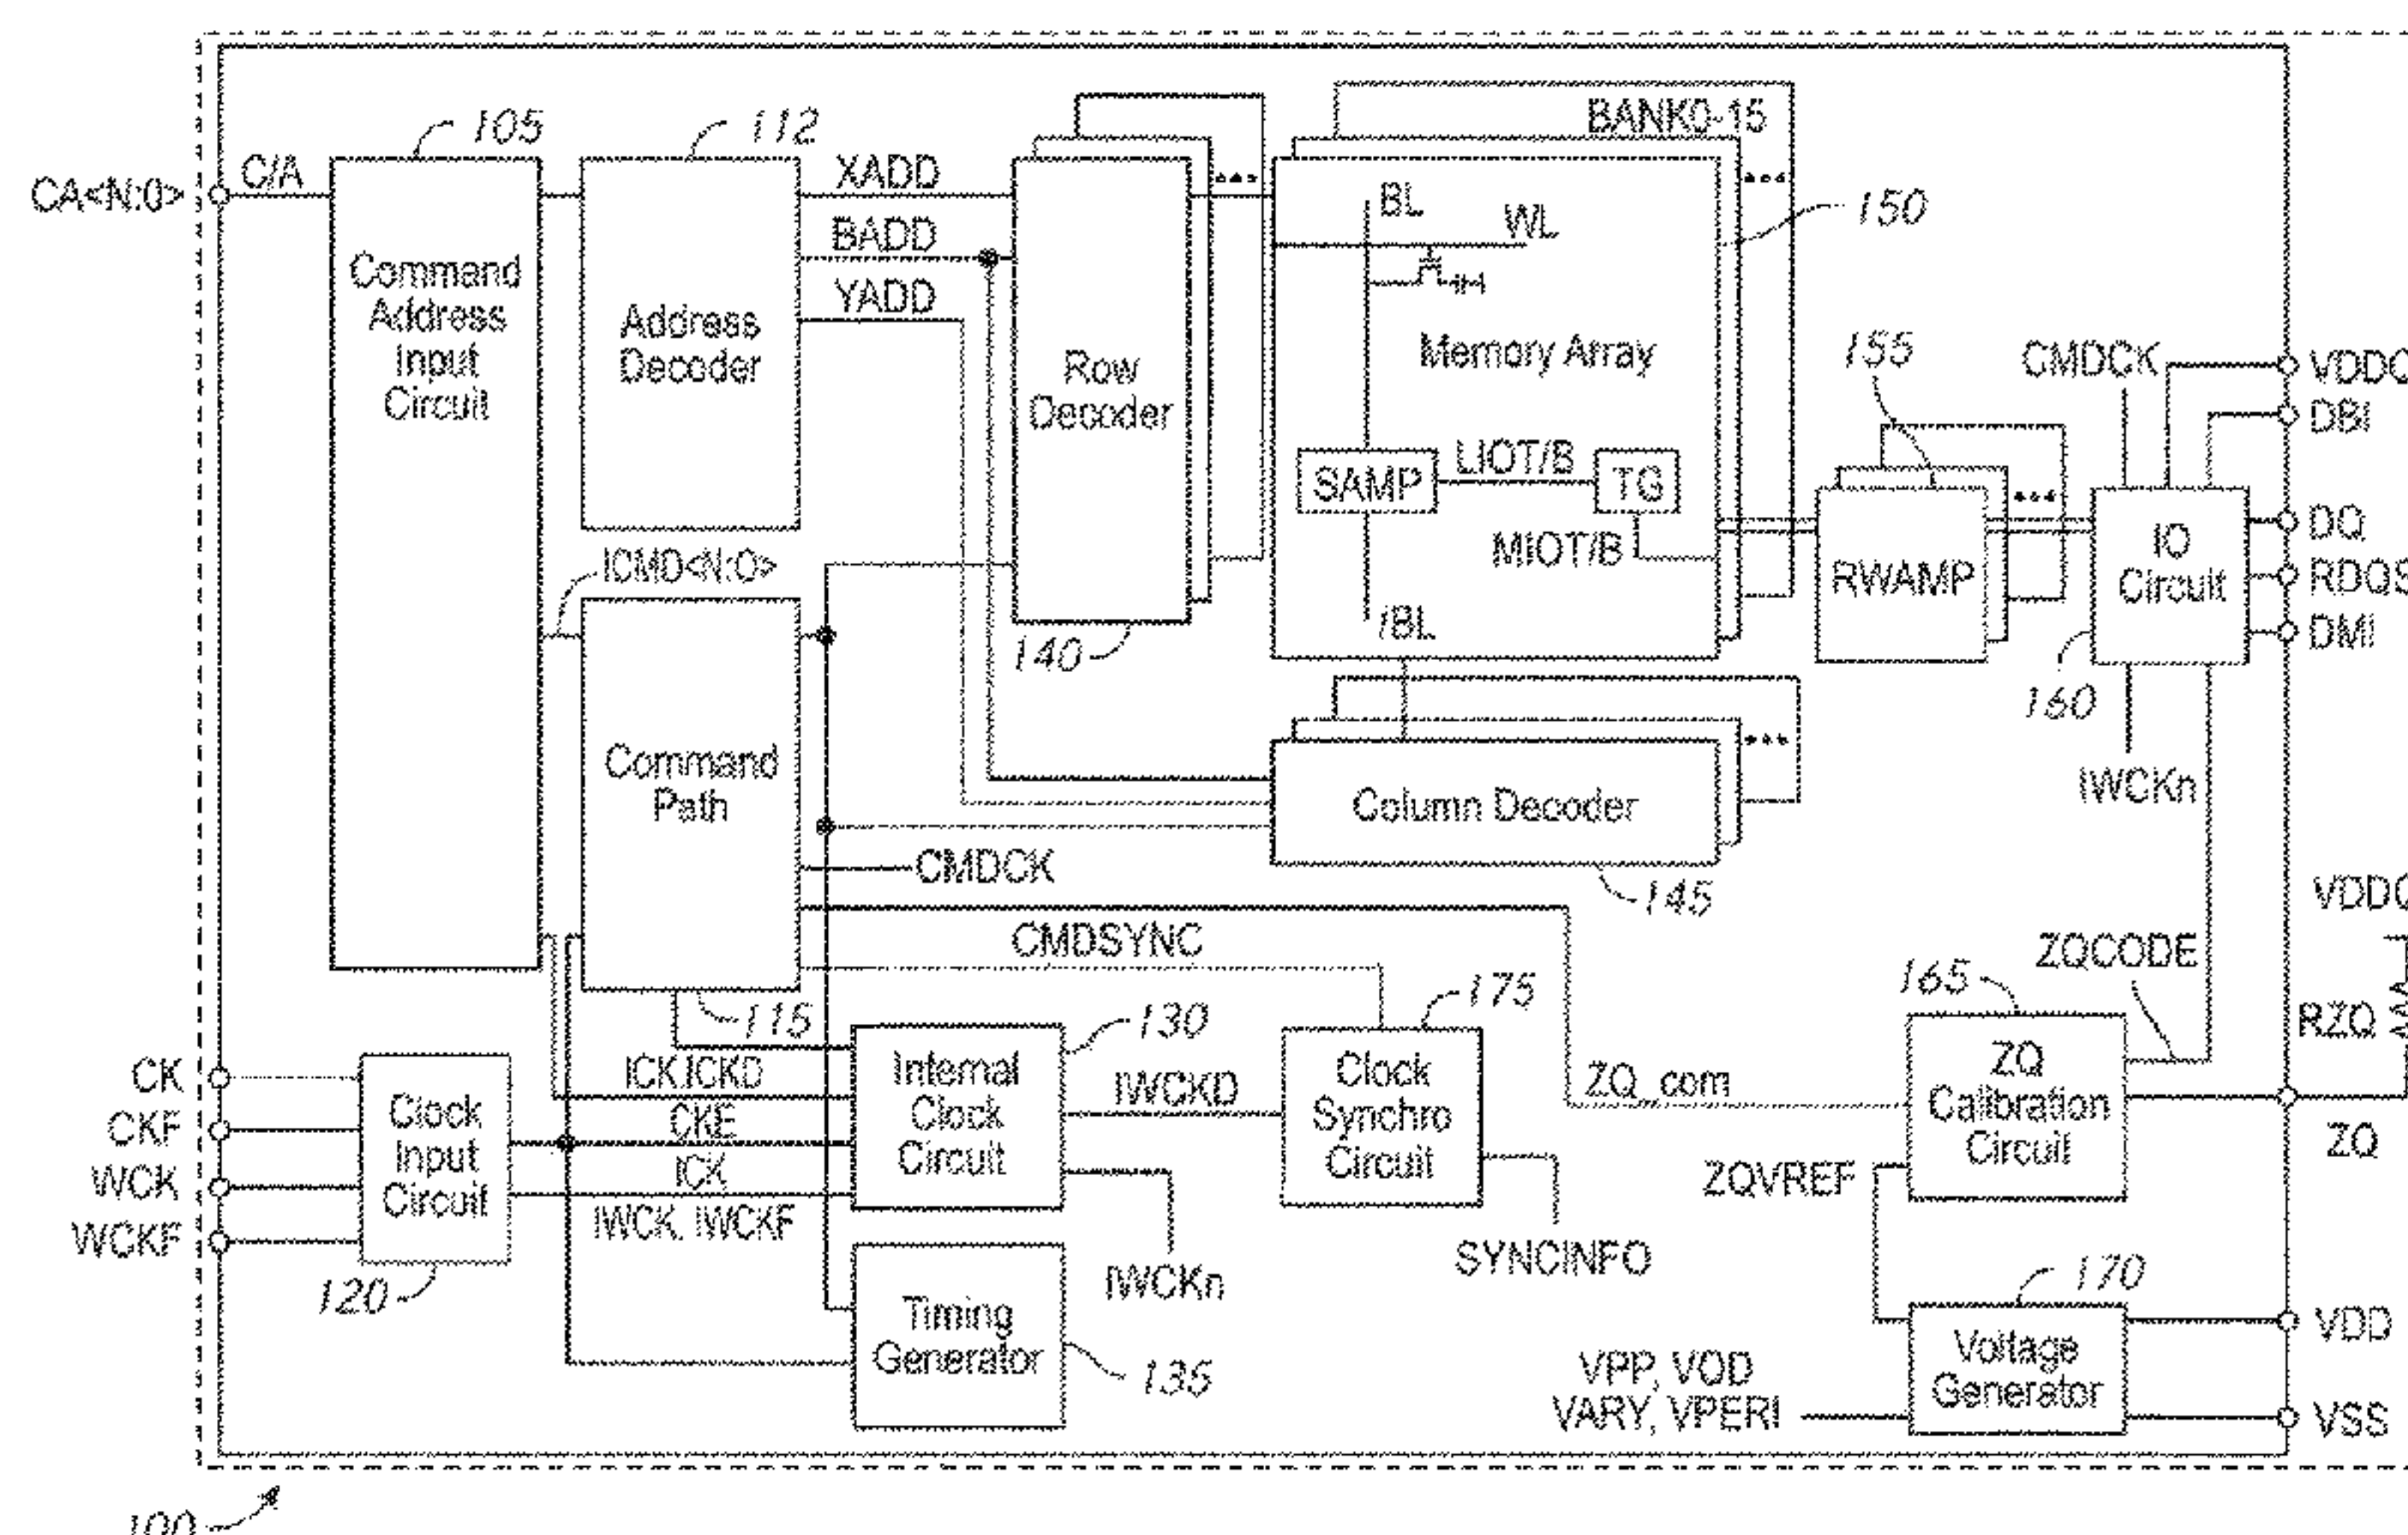 BANK0-15
105
112
CA<N:0>
C/A
XADD
BL
150
BADD
WL
YADD
Command
Address
Input
Circuit
Address
Decoder
Row
Decoder
Memory Array
155
CMDCK
VDDQ
DBI
SAMP
LIOT/B
TG
DQ
ICMD<N:0>
MIOT/B
RWAMP
IO
Circuit
RDQS
/BL
DMI
140
160
Command
Path
Column Decoder
IWCKn
CMDCK
145
VDDQ
CMDSYNC
ZQCODE
165
175
115
130
RZQ
CK
ICK,ICKD
Internal
Clock
Circuit
IWCKD
Clock
Synchro
Circuit
ZQ_com
ZQ
Calibration
Circuit
CKF
Clock
Input
Circuit
CKE
ZQ
WCK
ICK
ZQVREF
WCKF
IWCK, IWCKF
SYNCINFO
IWCKn
120
170
Timing
Generator
VDD
135
VPP, VOD
VARY, VPERI
Voltage
Generator
VSS
100